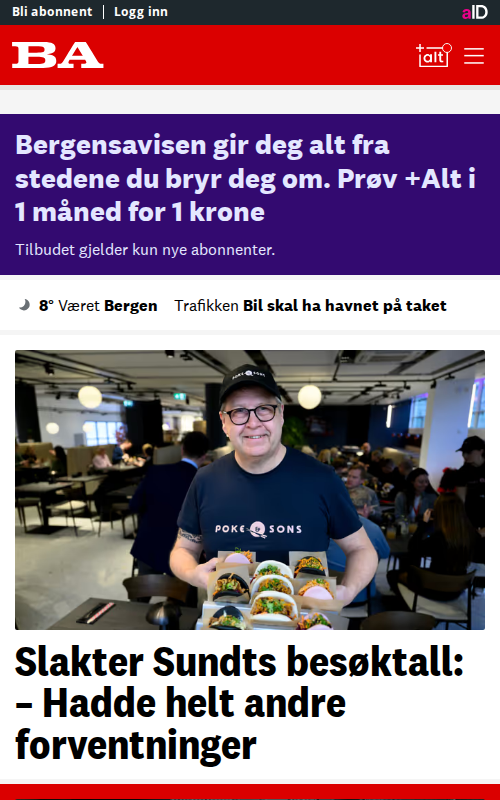 Bli abonnent | Logg inn
aID
BA
+alt
Bergensavisen gir deg alt fra
stedene du bryr deg om. Prøv +Alt i
1 måned for 1 krone
Tilbudet gjelder kun nye abonnenter.
8° Været Bergen Trafikken Bil skal ha havnet på taket
POKE & SONS
POKE & SONS
Slakter Sundts besøktall:
– Hadde helt andre
forventninger